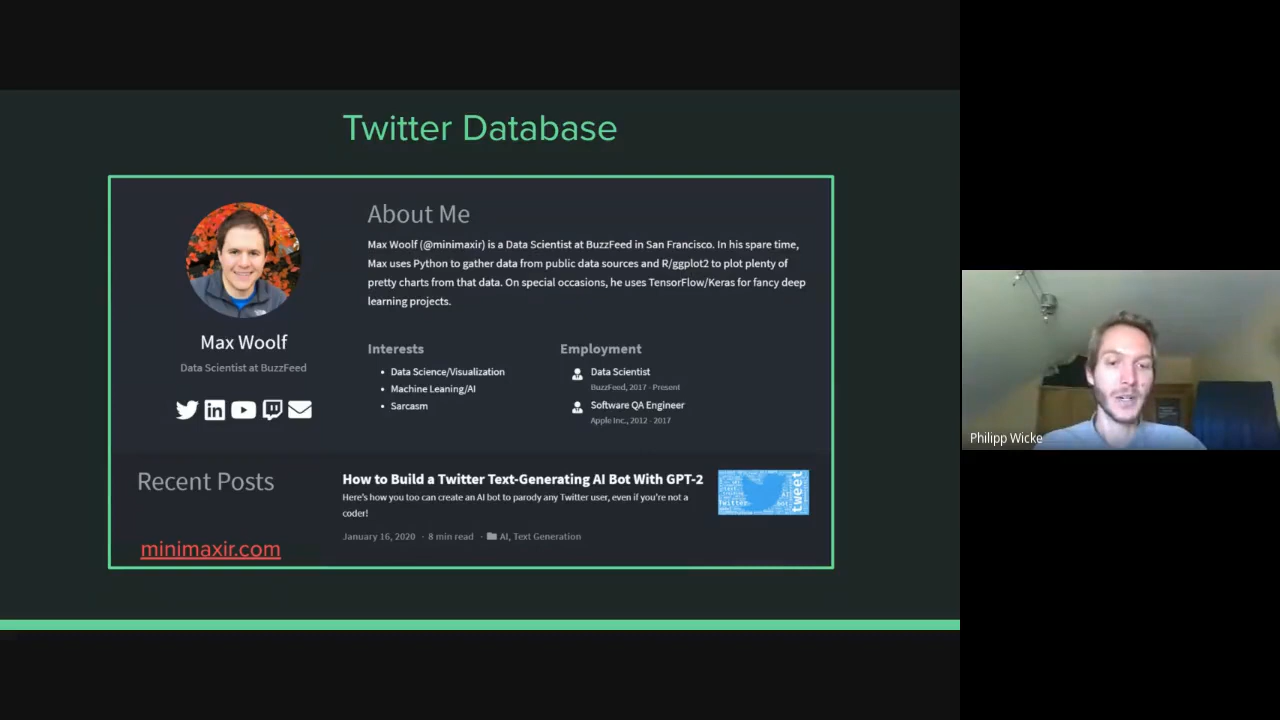 Twitter Database
About Me
Max Woolf (@minimaxir) is a Data Scientist at BuzzFeed in San Francisco. In his spare time,
Max uses Python to gather data from public data sources and R/ggplot2 to plot plenty of
pretty charts from that data. On special occasions, he uses TensorFlow/Keras for fancy deep
learning projects.
Max Woolf
Data Scientist at BuzzFeed
Interests
Data Science/Visualization
Machine Leaning/AI
Sarcasm
Employment
Data Scientist
BuzzFeed, 2017 - Present
Software QA Engineer
Apple Inc., 2012 - 2017
Recent Posts
minimaxir.com
How to Build a Twitter Text-Generating AI Bot With GPT-2
Here's how you too can create an AI bot to parody any Twitter user, even if you're not a
coder!
January 16, 2020 · 8 min read · AI, Text Generation
tweet
Twitter
Philipp Wicke